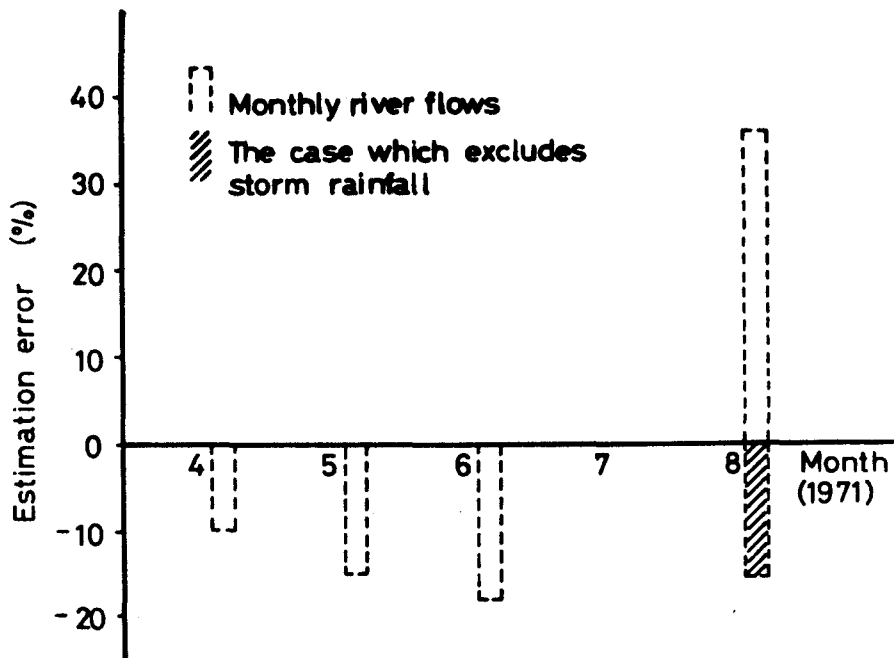 40
30
20
10
0
-10
-20
Estimation error (%)
Monthly river flows
The case which excludes
storm rainfall
4
5
6
7
8
Month
(1971)